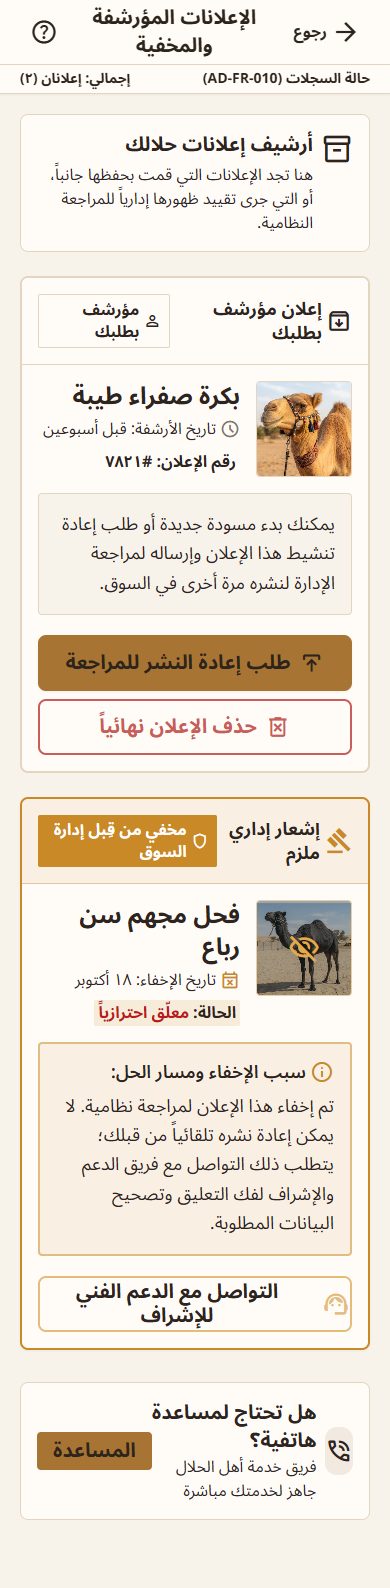 رجوع
الإعلانات المؤرشفة
والمخفية
حالة السجلات (AD-FR-010)
إجمالي: إعلانان (٢)
أرشيف إعلانات حلالك
هنا تجد الإعلانات التي قمت بحفظها جانباً،
أو التي جرى تقييد ظهورها إدارياً للمراجعة
النظامية.
إعلان مؤرشف
بطلبك
مؤرشف
بطلبك
بكرة صفراء طيبة
تاريخ الأرشفة: قبل أسبوعين
رقم الإعلان: #٧٨٢١
يمكنك بدء مسودة جديدة أو طلب إعادة
تنشيط هذا الإعلان وإرساله لمراجعة
الإدارة لنشره مرة أخرى في السوق.
طلب إعادة النشر للمراجعة
حذف الإعلان نهائياً
إشعار إداري
ملزم
مخفي من قِبل إدارة
السوق
فحل مجهم سن
رباع
تاريخ الإخفاء: ١٨ أكتوبر
الحالة: معلّق احترازياً
سبب الإخفاء ومسار الحل:
تم إخفاء هذا الإعلان لمراجعة نظامية. لا
يمكن إعادة نشره تلقائياً من قبلك؛
يتطلب ذلك التواصل مع فريق الدعم
والإشراف لفك التعليق وتصحيح
البيانات المطلوبة.
التواصل مع الدعم الفني
للإشراف
هل تحتاج لمساعدة
هاتفية؟
فريق خدمة أهل الحلال
جاهز لخدمتك مباشرة
المساعدة